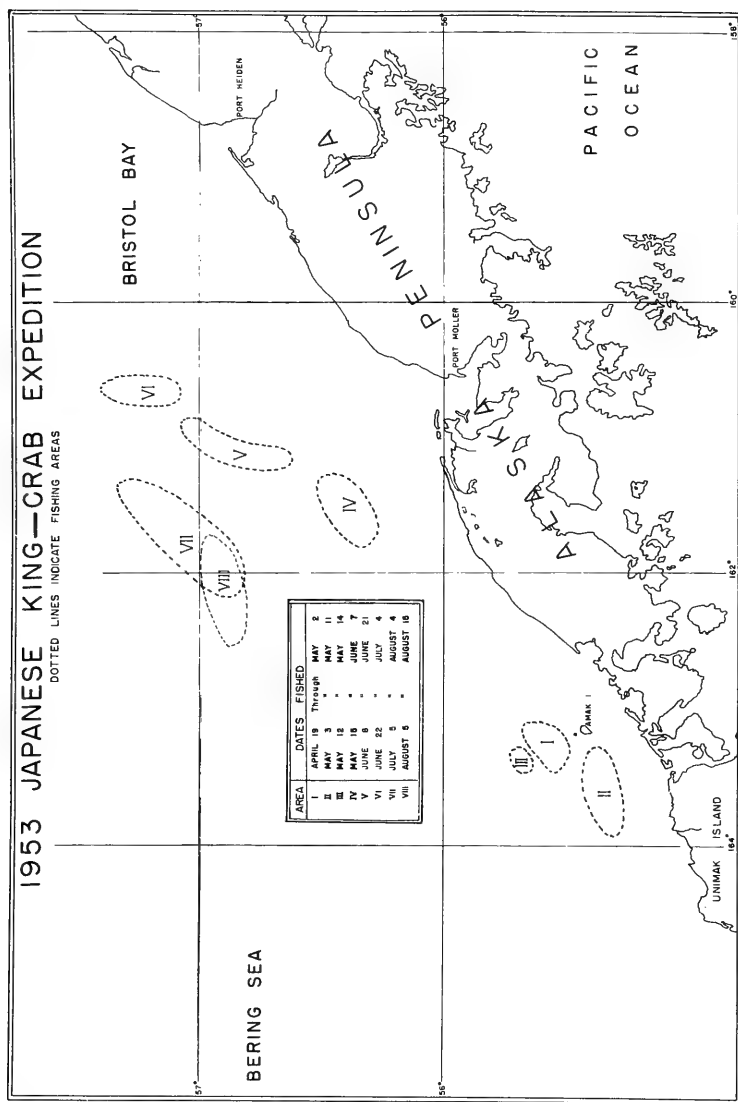 1953 JAPANESE KING—CRAB EXPEDITION
DOTTED LINES INDICATE FISHING AREAS
BERING SEA
BRISTOL BAY
PORT HEIDEN
ALASKA PENINSULA
PORT MOLLER
PACIFIC
OCEAN
AMAK I
UNIMAK ISLAND
VI
V
VII
VIII
IV
III
I
II
AREA DATES FISHED
I APRIL 19 Through MAY 2
II MAY 3 " MAY 11
III MAY 12 " MAY 14
IV MAY 15 " JUNE 7
V JUNE 8 " JUNE 21
VI JUNE 22 " JULY 4
VII JULY 5 " AUGUST 4
VIII AUGUST 5 " AUGUST 16
57°
57°
56°
56°
164°
162°
160°
158°